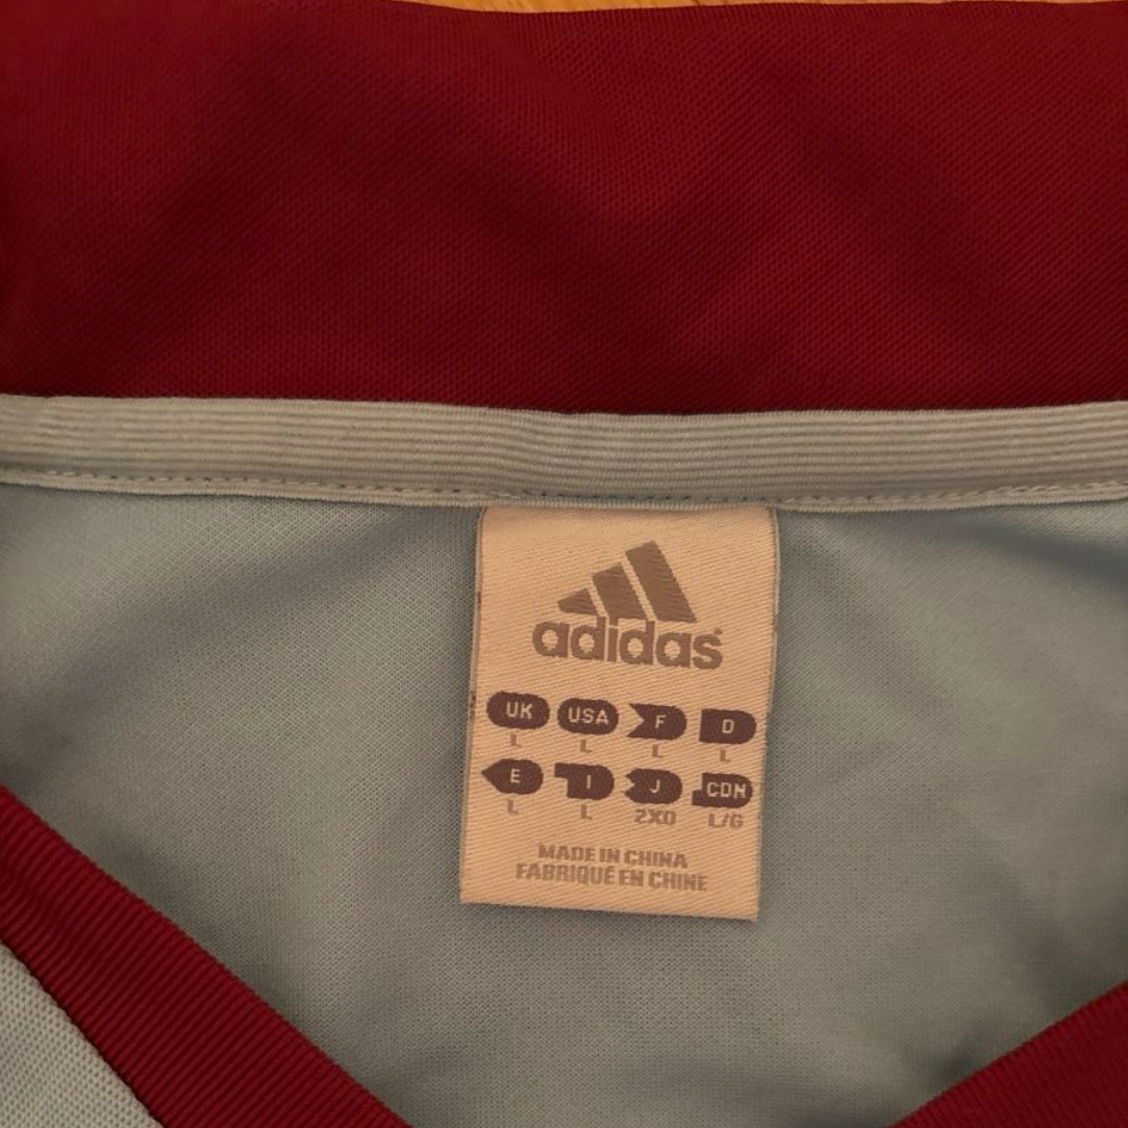 adidas
UK USA F D
L L L L
E I J CDN
L L 2XO L/G
MADE IN CHINA
FABRIQUÉ EN CHINE